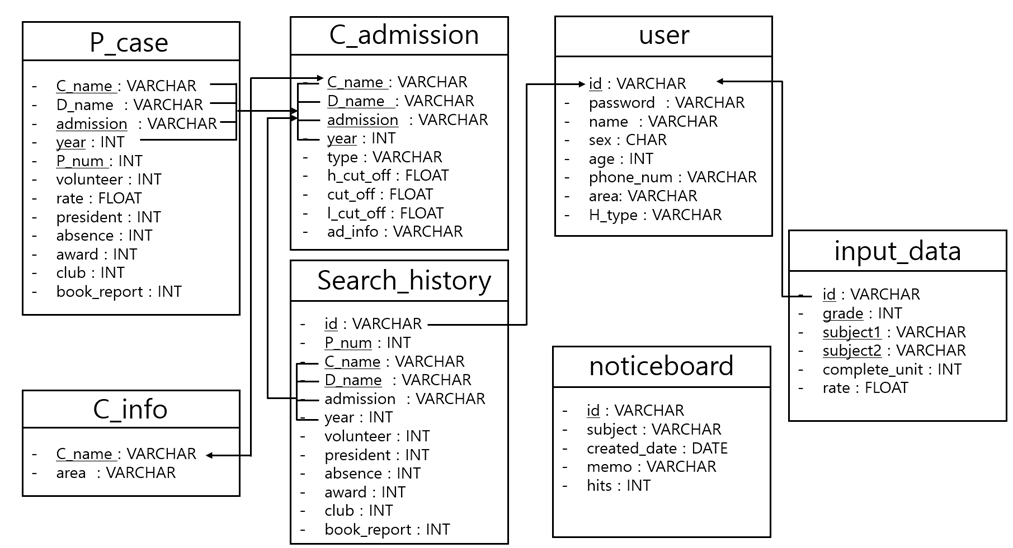 P_case
- C_name : VARCHAR
- D_name : VARCHAR
- admission : VARCHAR
- year : INT
- P_num : INT
- volunteer : INT
- rate : FLOAT
- president : INT
- absence : INT
- award : INT
- club : INT
- book_report : INT
C_admission
- C_name : VARCHAR
- D_name : VARCHAR
- admission : VARCHAR
- year : INT
- type : VARCHAR
- h_cut_off : FLOAT
- cut_off : FLOAT
- l_cut_off : FLOAT
- ad_info : VARCHAR
user
- id : VARCHAR
- password : VARCHAR
- name : VARCHAR
- sex : CHAR
- age : INT
- phone_num : VARCHAR
- area: VARCHAR
- H_type : VARCHAR
input_data
- id : VARCHAR
- grade : INT
- subject1 : VARCHAR
- subject2 : VARCHAR
- complete_unit : INT
- rate : FLOAT
Search_history
- id : VARCHAR
- P_num : INT
- C_name : VARCHAR
- D_name : VARCHAR
- admission : VARCHAR
- year : INT
- volunteer : INT
- president : INT
- absence : INT
- award : INT
- club : INT
- book_report : INT
noticeboard
- id : VARCHAR
- subject : VARCHAR
- created_date : DATE
- memo : VARCHAR
- hits : INT
C_info
- C_name : VARCHAR
- area : VARCHAR